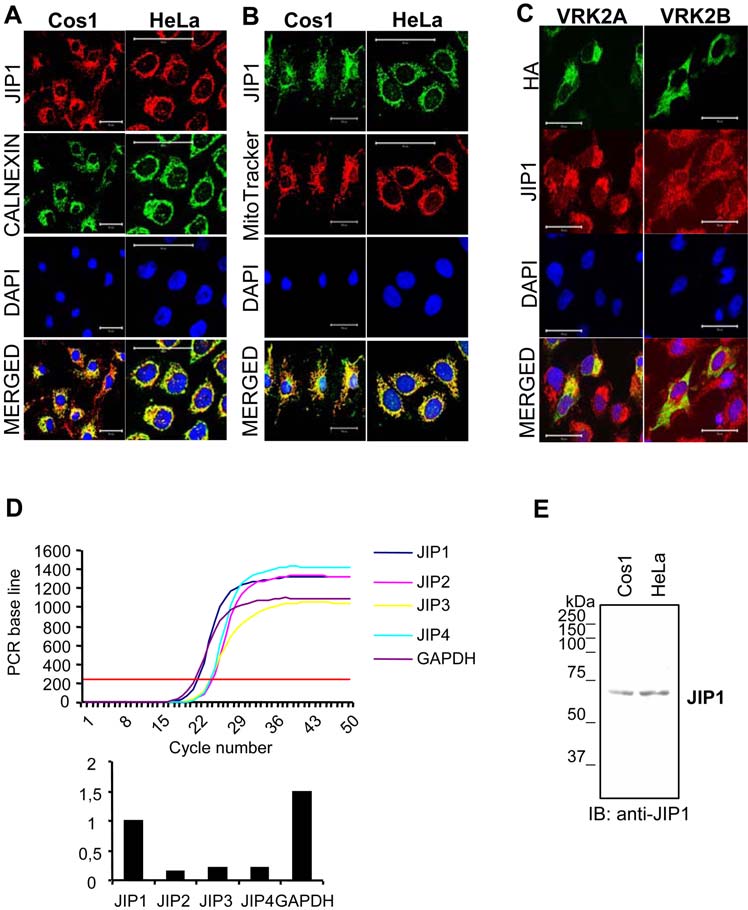 A
Cos1 HeLa
JIP1
CALNEXIN
DAPI
MERGED
B
Cos1 HeLa
JIP1
MitoTracker
DAPI
MERGED
C
VRK2A VRK2B
HA
JIP1
DAPI
MERGED
D
PCR base line
1600
1400
1200
1000
800
600
400
200
0
1 8 15 22 29 36 43 50
Cycle number
JIP1
JIP2
JIP3
JIP4
GAPDH
2
1,5
1
0,5
0
JIP1 JIP2 JIP3 JIP4 GAPDH
E
Cos1 HeLa
kDa
250
150
100
75
50
37
JIP1
IB: anti-JIP1